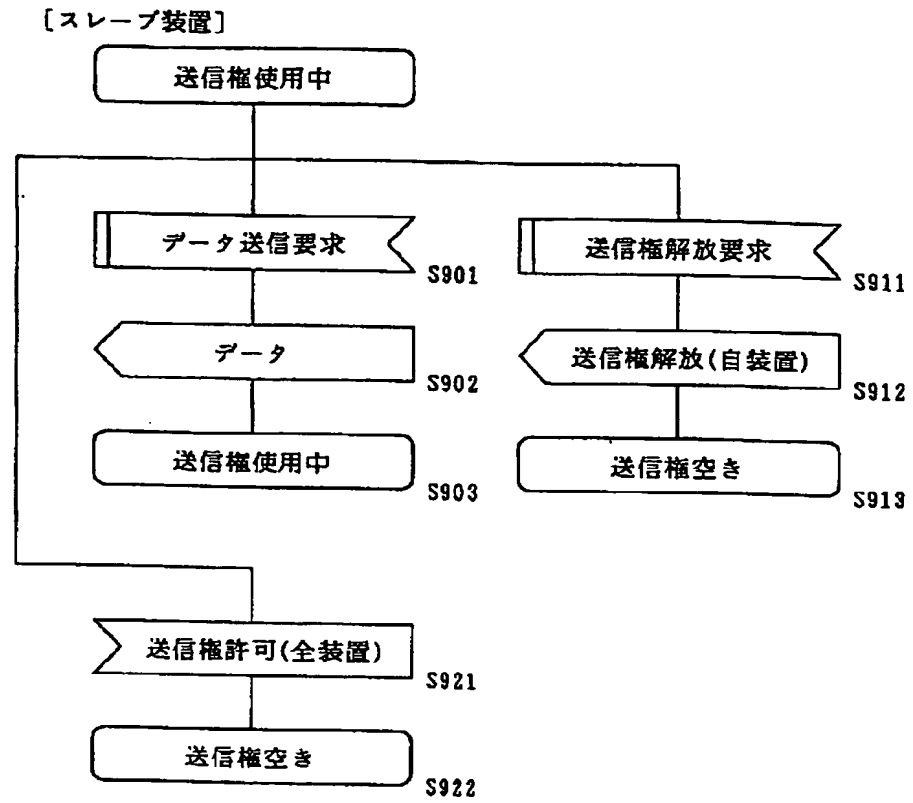 [スレーブ装置]
送信権使用中
データ送信要求
S901
データ
S902
送信権使用中
S903
送信権解放要求
S911
送信権解放(自装置)
S912
送信権空き
S913
送信権許可(全装置)
S921
送信権空き
S922